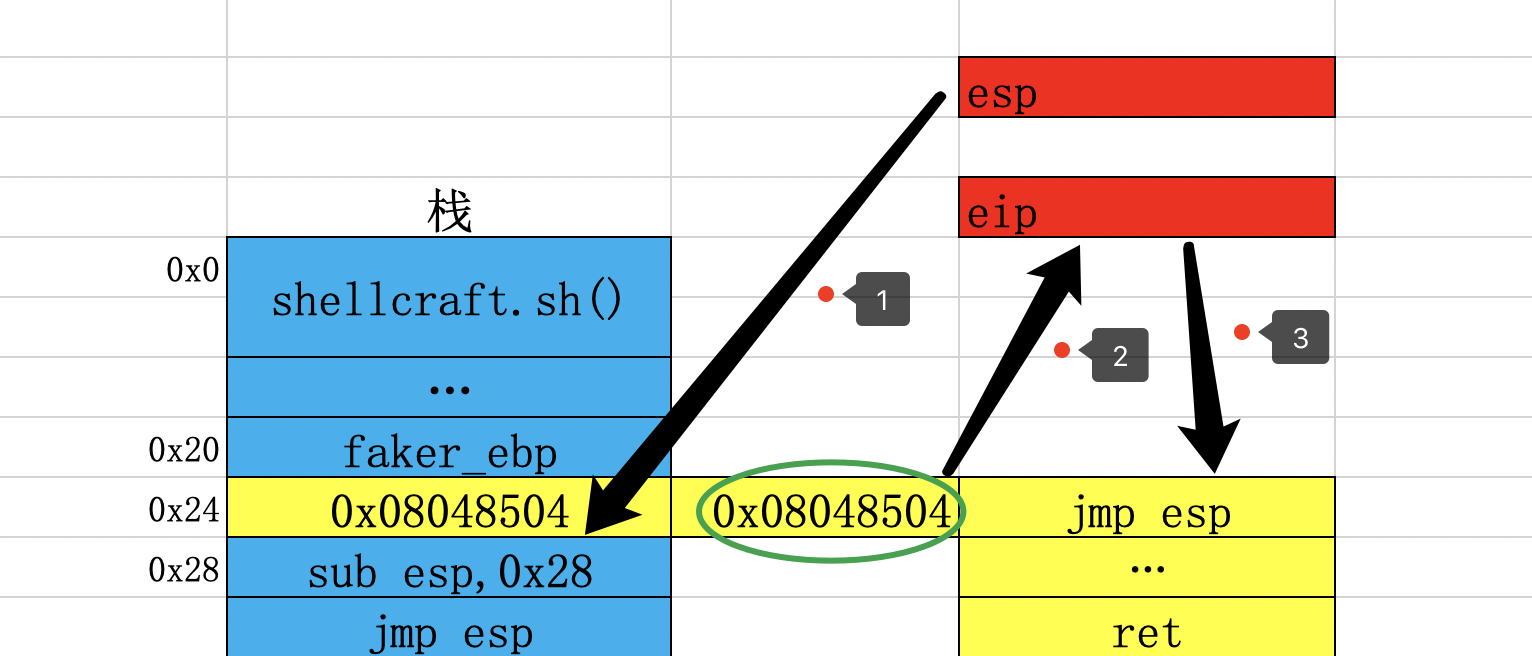 esp
eip
栈
0x0
shellcraft.sh()
1
2
3
...
0x20
faker_ebp
0x24
0x08048504
0x08048504
jmp esp
0x28
sub esp,0x28
...
jmp esp
ret